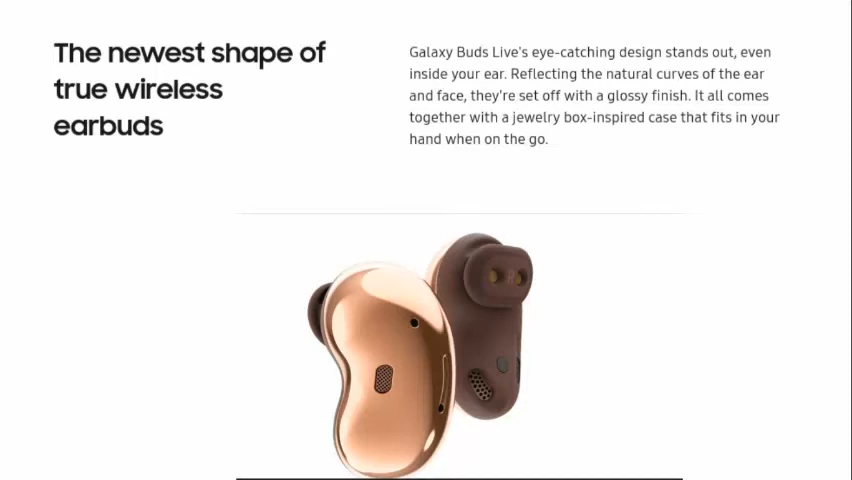 The newest shape of
true wireless
earbuds
Galaxy Buds Live's eye-catching design stands out, even
inside your ear. Reflecting the natural curves of the ear
and face, they're set off with a glossy finish. It all comes
together with a jewelry box-inspired case that fits in your
hand when on the go.
R